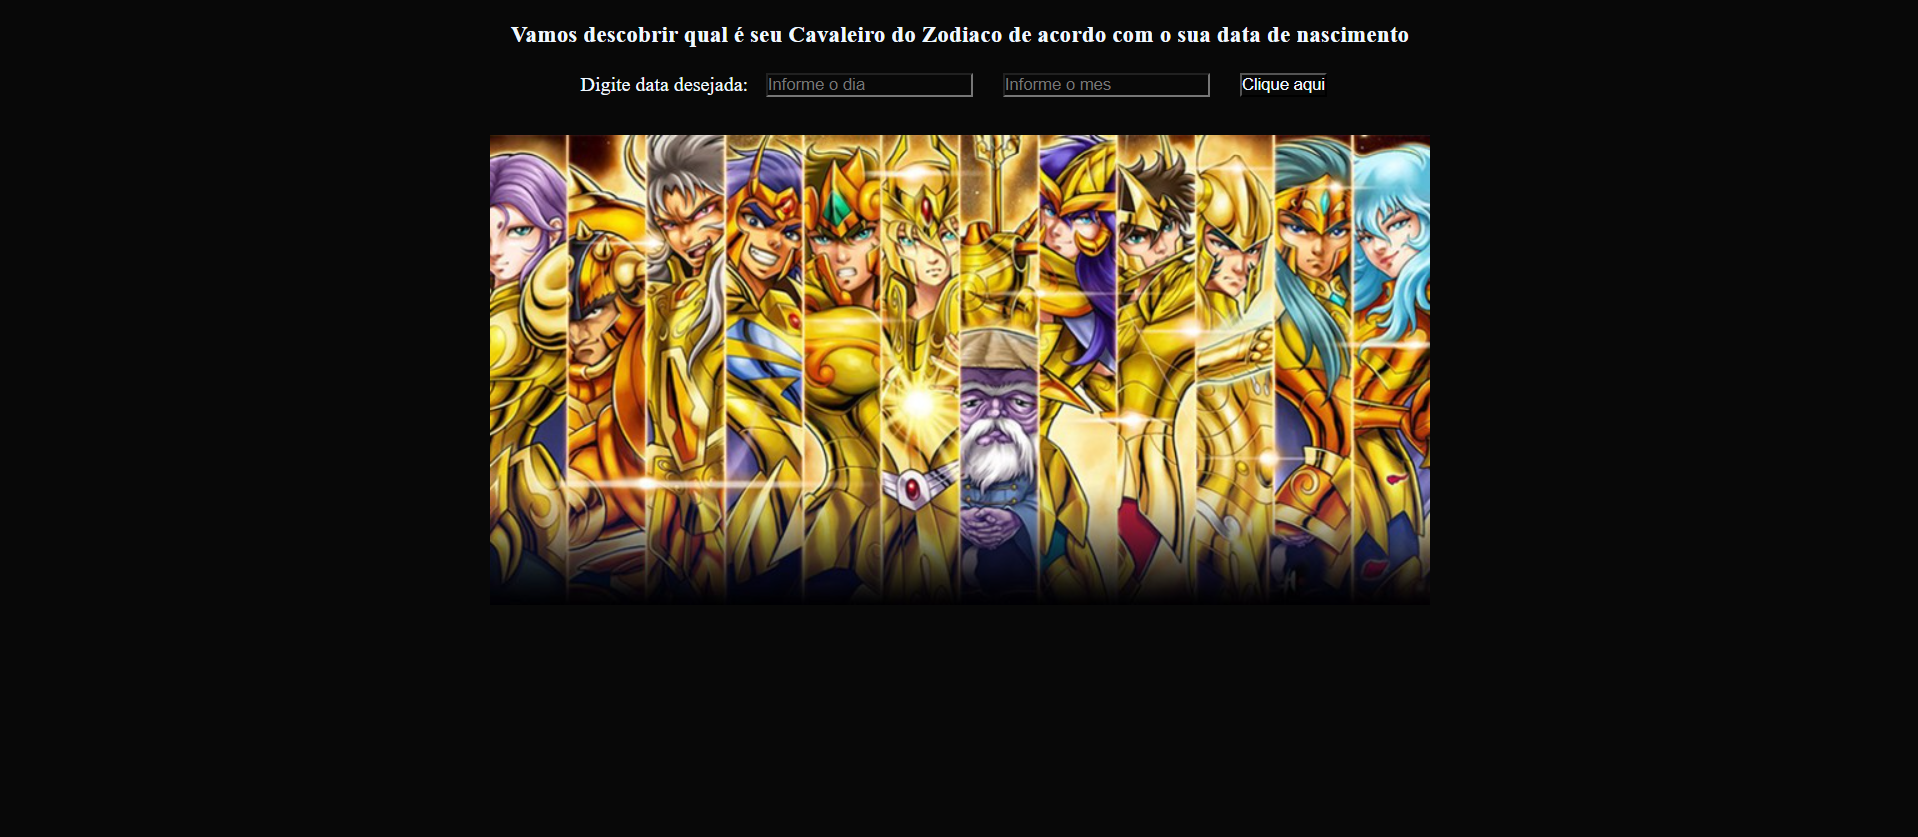 Vamos descobrir qual é seu Cavaleiro do Zodiaco de acordo com o sua data de nascimento
Digite data desejada: Informe o dia Informe o mes Clique aqui